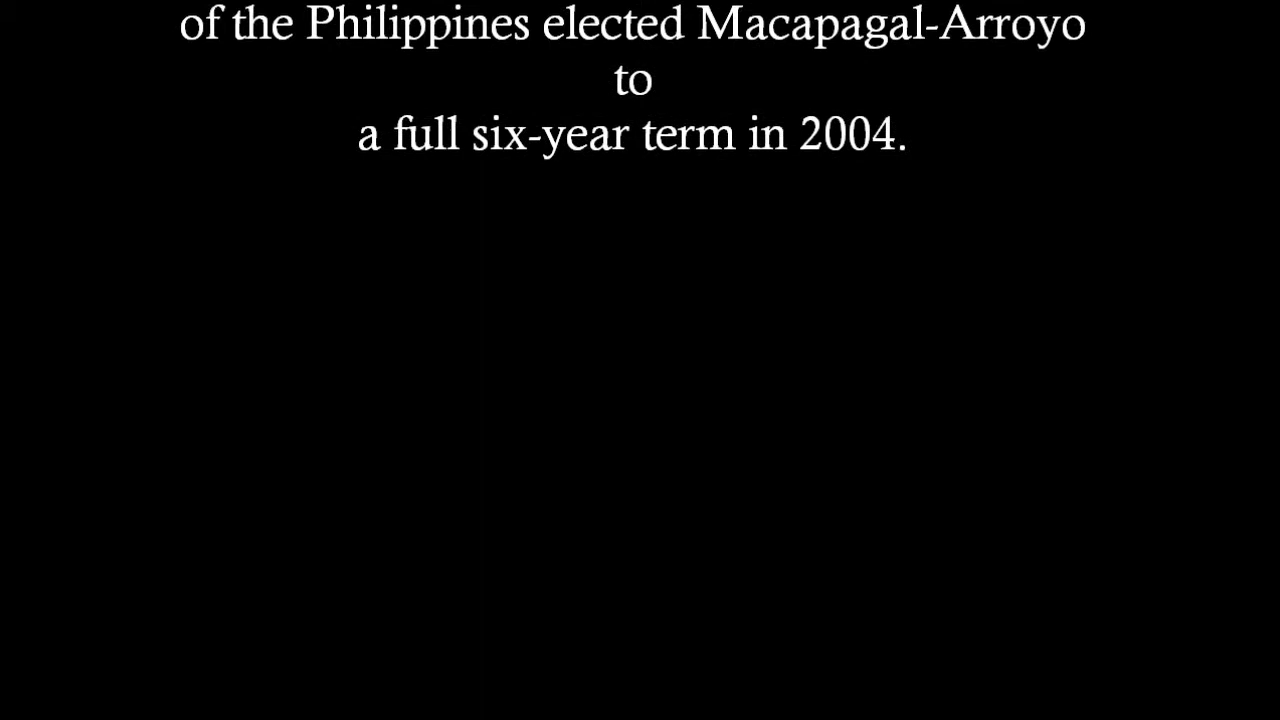 of the Philippines elected Macapagal-Arroyo
to
a full six-year term in 2004.